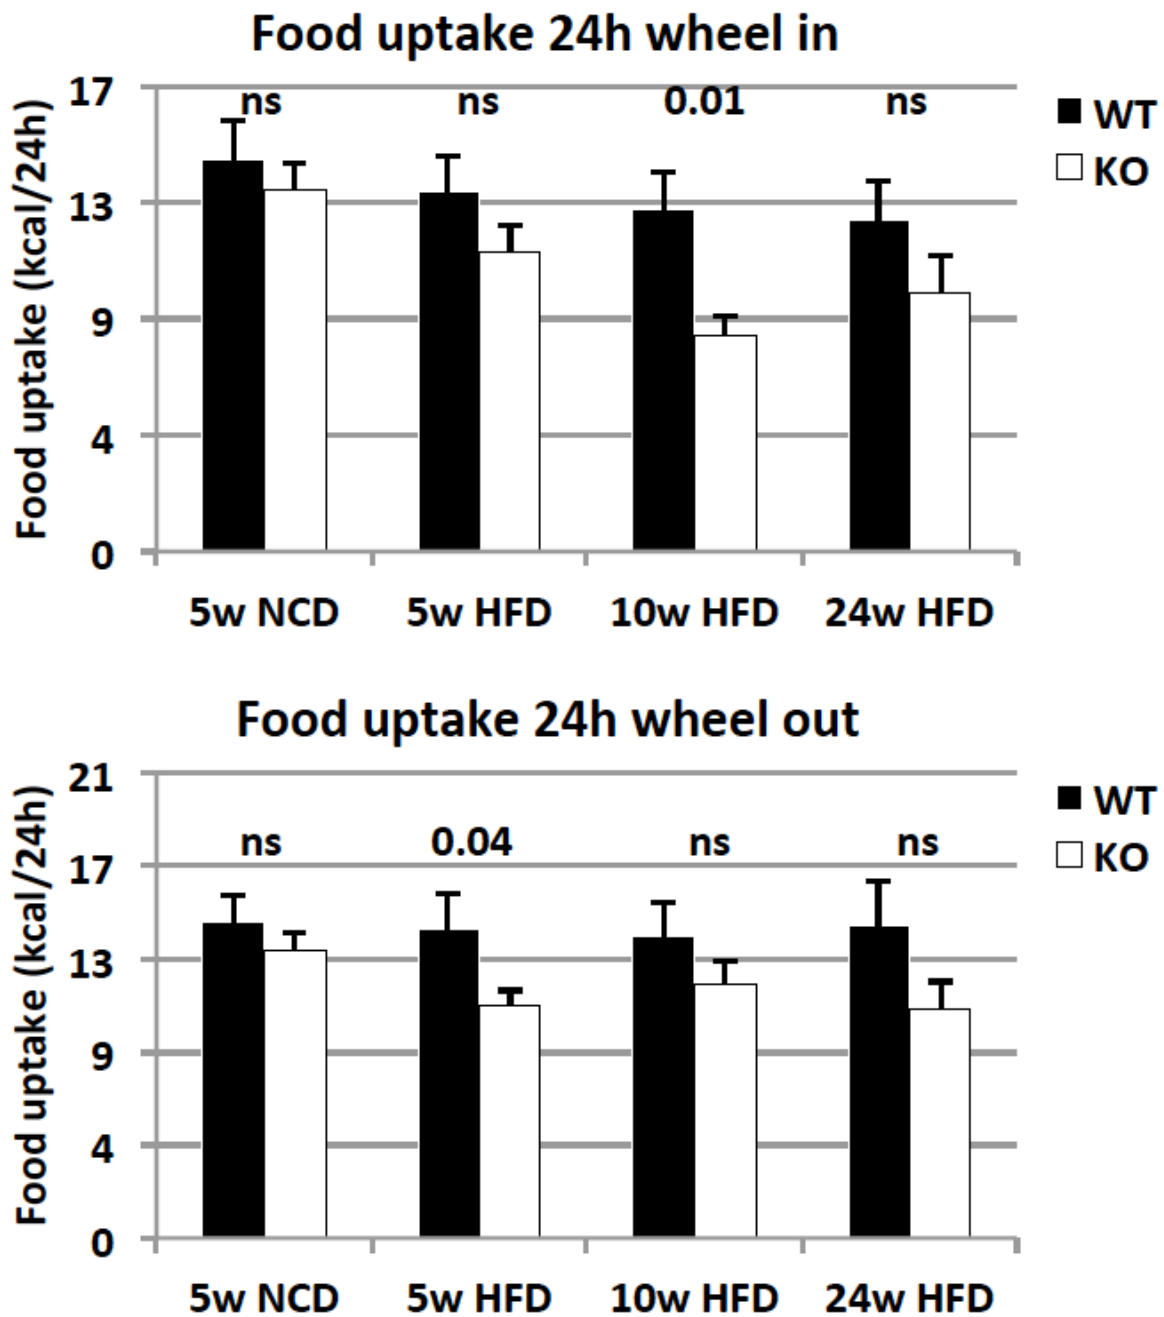 Food uptake 24h wheel in
Food uptake (kcal/24h)
17
13
9
4
0
ns
ns
0.01
ns
WT
KO
5w NCD
5w HFD
10w HFD
24w HFD
Food uptake 24h wheel out
Food uptake (kcal/24h)
21
17
13
9
4
0
ns
0.04
ns
ns
WT
KO
5w NCD
5w HFD
10w HFD
24w HFD